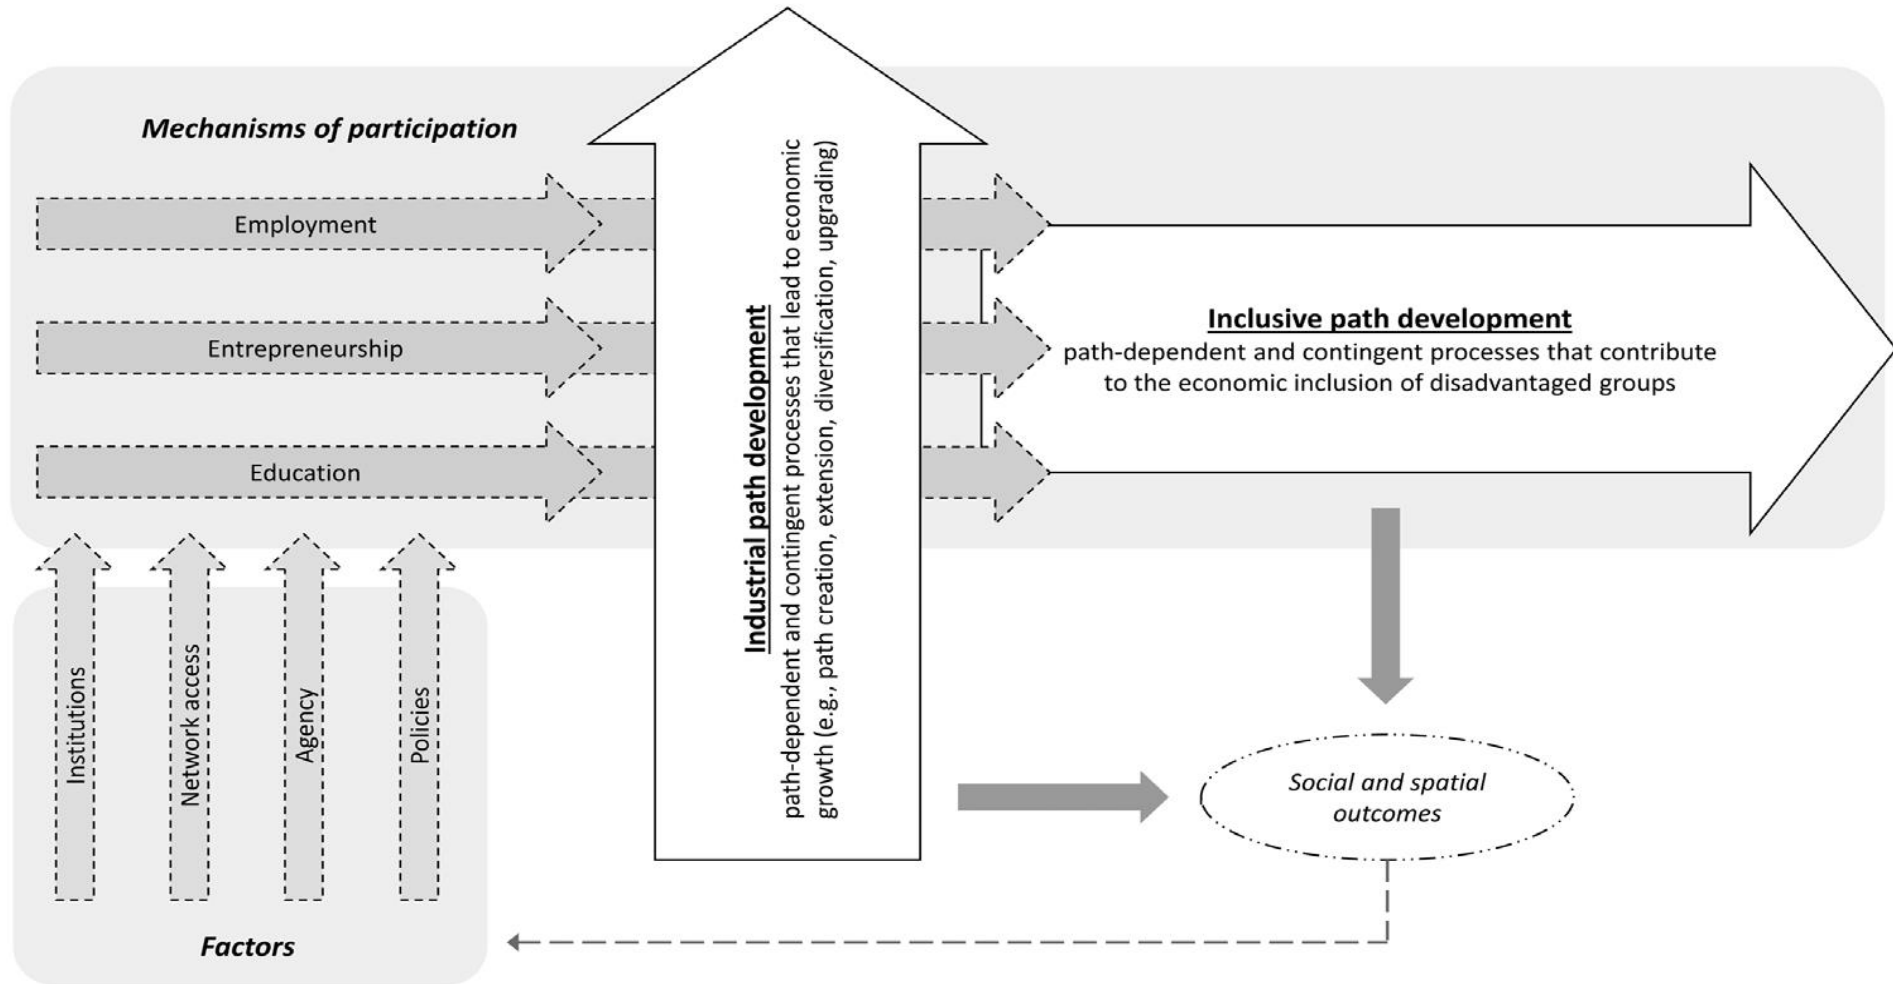 Mechanisms of participation
Employment
Entrepreneurship
Education
Industrial path development
path-dependent and contingent processes that lead to economic
growth (e.g., path creation, extension, diversification, upgrading)
Inclusive path development
path-dependent and contingent processes that contribute
to the economic inclusion of disadvantaged groups
Institutions
Network access
Agency
Policies
Factors
Social and spatial
outcomes